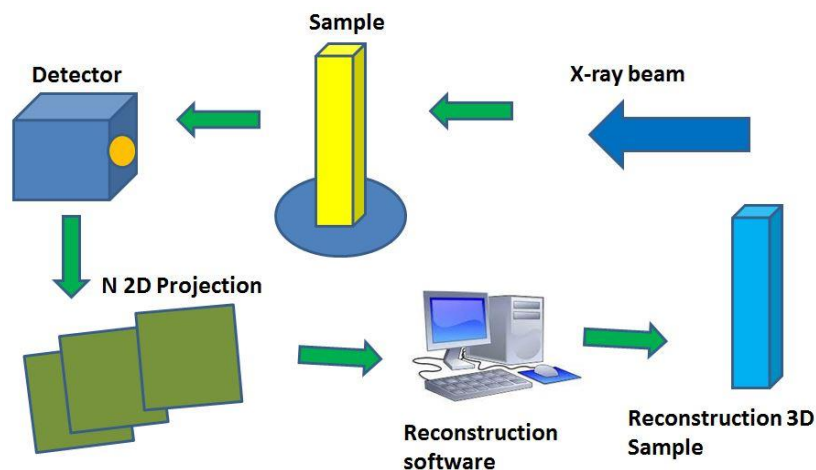 Sample
Detector
X-ray beam
N 2D Projection
Reconstruction
software
Reconstruction 3D
Sample